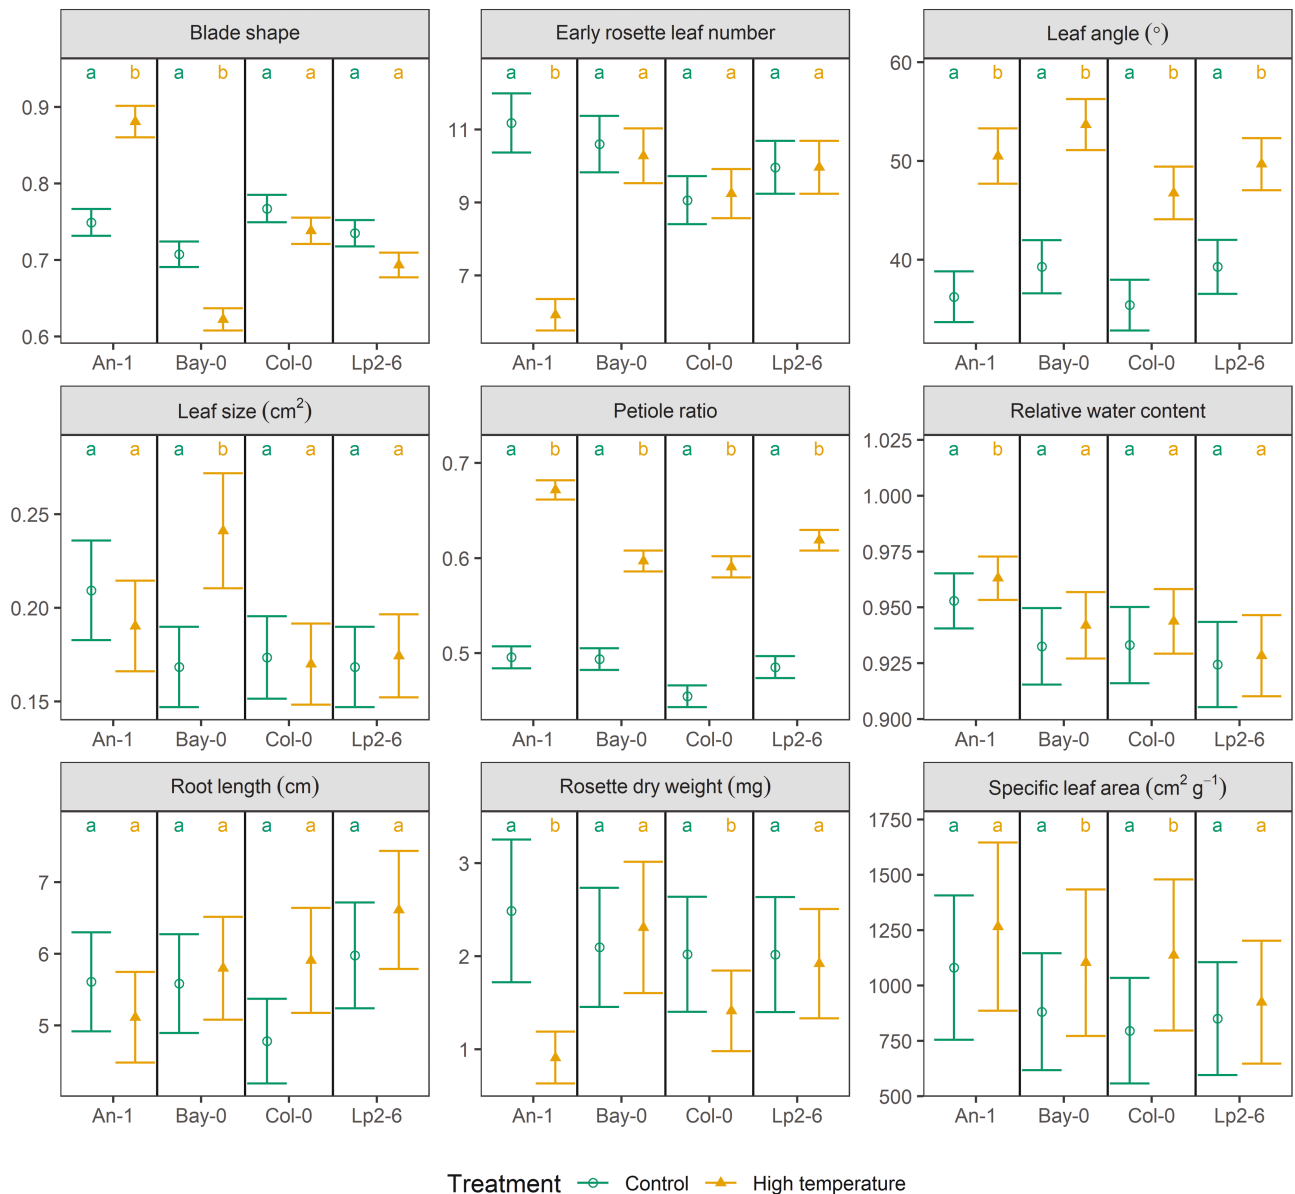 Blade shape
Early rosette leaf number
Leaf angle (°)
a b a b a a a a
a b a a a a a a
a b a b a b a b
0.9
0.8
0.7
0.6
11
9
7
60
50
40
An-1 Bay-0 Col-0 Lp2-6
An-1 Bay-0 Col-0 Lp2-6
An-1 Bay-0 Col-0 Lp2-6
Leaf size (cm²)
Petiole ratio
Relative water content
a a a b a a a a
a b a b a b a b
a b a a a a a a
0.25
0.20
0.15
0.7
0.6
0.5
1.025
1.000
0.975
0.950
0.925
0.900
An-1 Bay-0 Col-0 Lp2-6
An-1 Bay-0 Col-0 Lp2-6
An-1 Bay-0 Col-0 Lp2-6
Root length (cm)
Rosette dry weight (mg)
Specific leaf area (cm² g⁻¹)
a a a a a a a a
a b a a a b a a
a a a b a b a a
7
6
5
3
2
1
1750
1500
1250
1000
750
500
An-1 Bay-0 Col-0 Lp2-6
An-1 Bay-0 Col-0 Lp2-6
An-1 Bay-0 Col-0 Lp2-6
Treatment Control High temperature